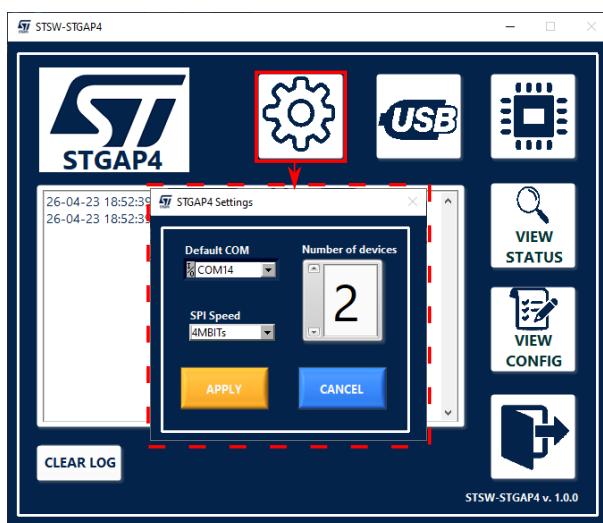 STSW-STGAP4
STGAP4
USB
26-04-23 18:52:39
26-04-23 18:52:39
STGAP4 Settings
Default COM
COM14
Number of devices
2
SPI Speed
4MBITs
APPLY
CANCEL
VIEW
STATUS
VIEW
CONFIG
CLEAR LOG
STSW-STGAP4 v. 1.0.0